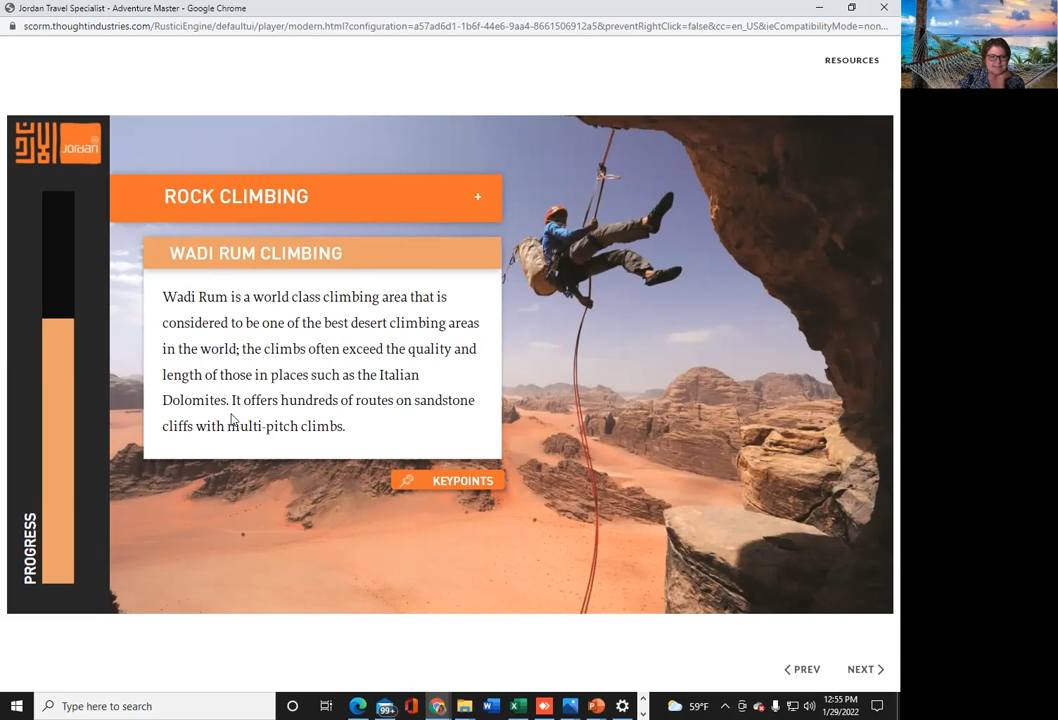 Jordan Travel Specialist - Adventure Master - Google Chrome
scorm.thoughtindustries.com/RusticiEngine/defaultui/player/modern.html?configuration=a57ad6d1-1b6f-44e6-9aa4-8661506912a5&preventRightClick=false&cc=en_US&ieCompatibilityMode=non...
RESOURCES
الأردن
Jordan
ROCK CLIMBING +
WADI RUM CLIMBING
Wadi Rum is a world class climbing area that is
considered to be one of the best desert climbing areas
in the world; the climbs often exceed the quality and
length of those in places such as the Italian
Dolomites. It offers hundreds of routes on sandstone
cliffs with multi-pitch climbs.
KEYPOINTS
PROGRESS
PREV NEXT
Type here to search
99+
59°F
12:55 PM
1/29/2022